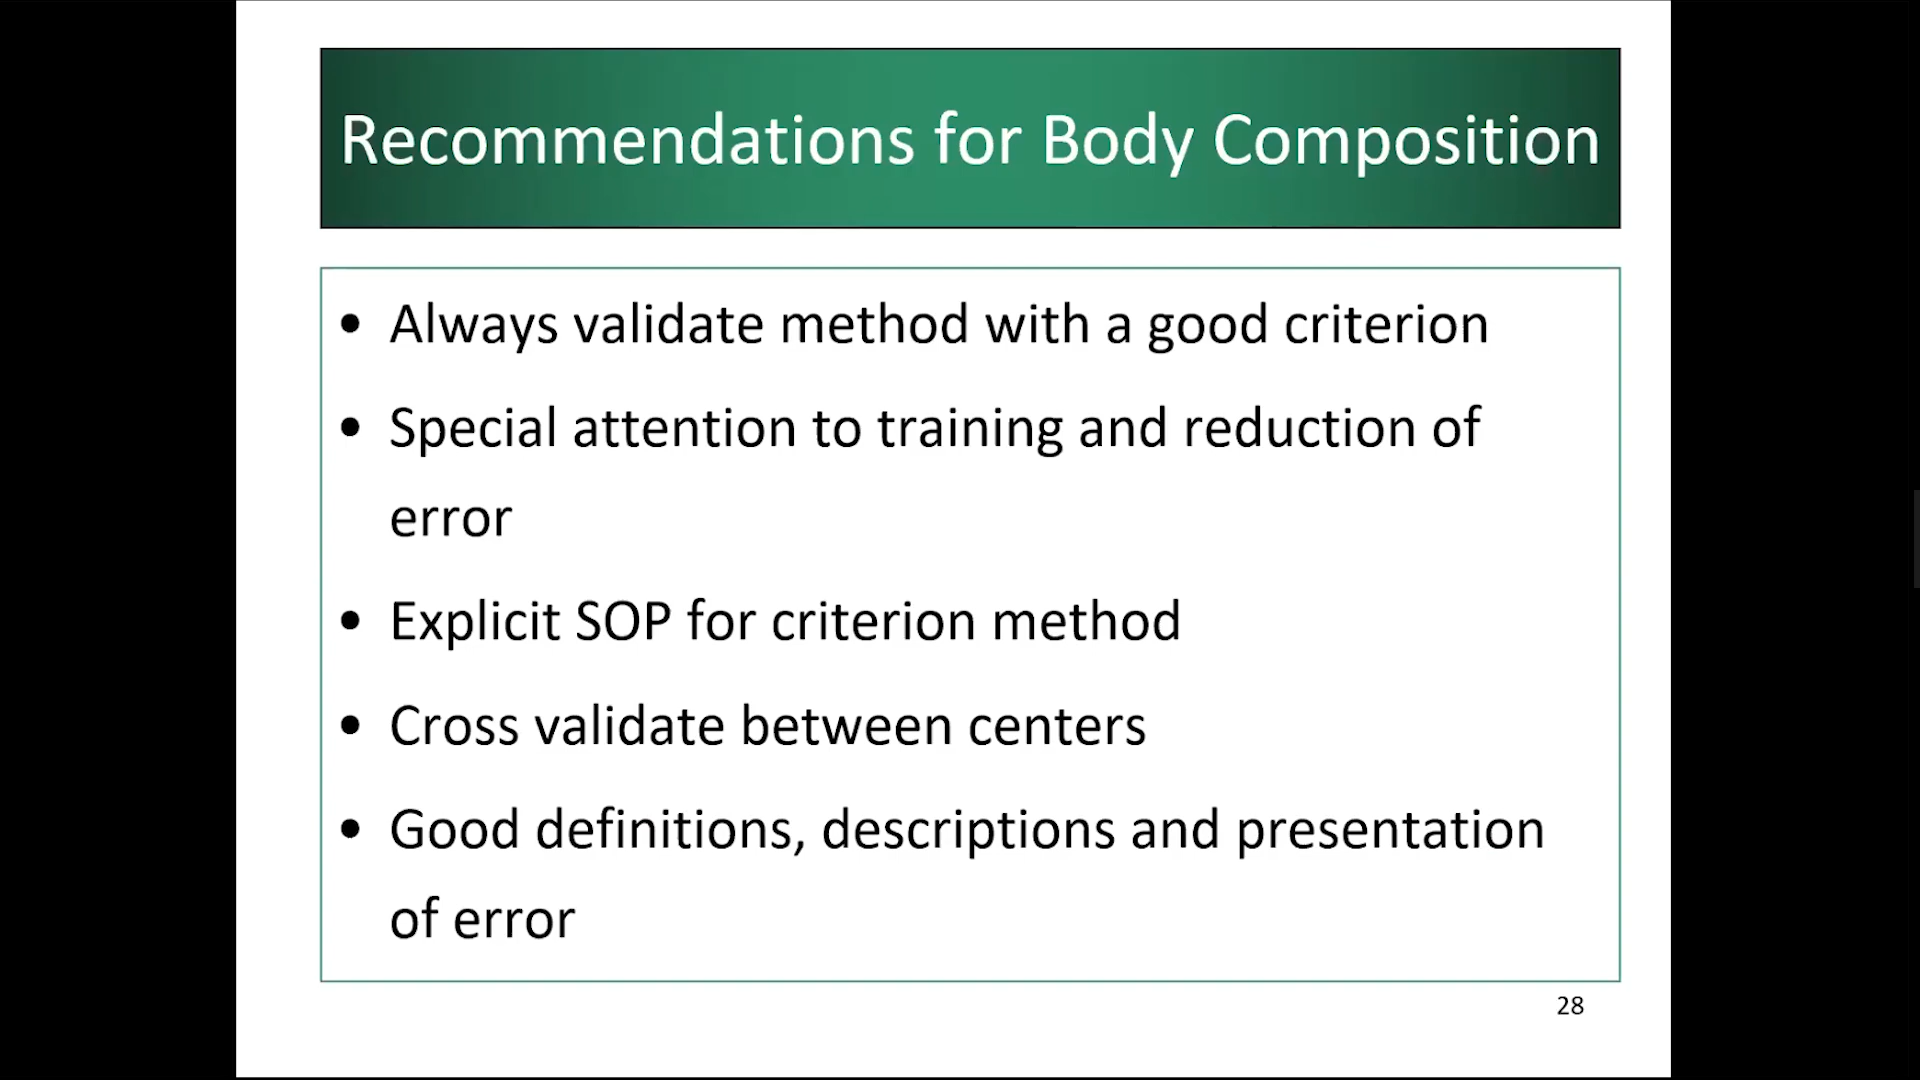 Recommendations for Body Composition
• Always validate method with a good criterion
• Special attention to training and reduction of
error
• Explicit SOP for criterion method
• Cross validate between centers
• Good definitions, descriptions and presentation
of error
28